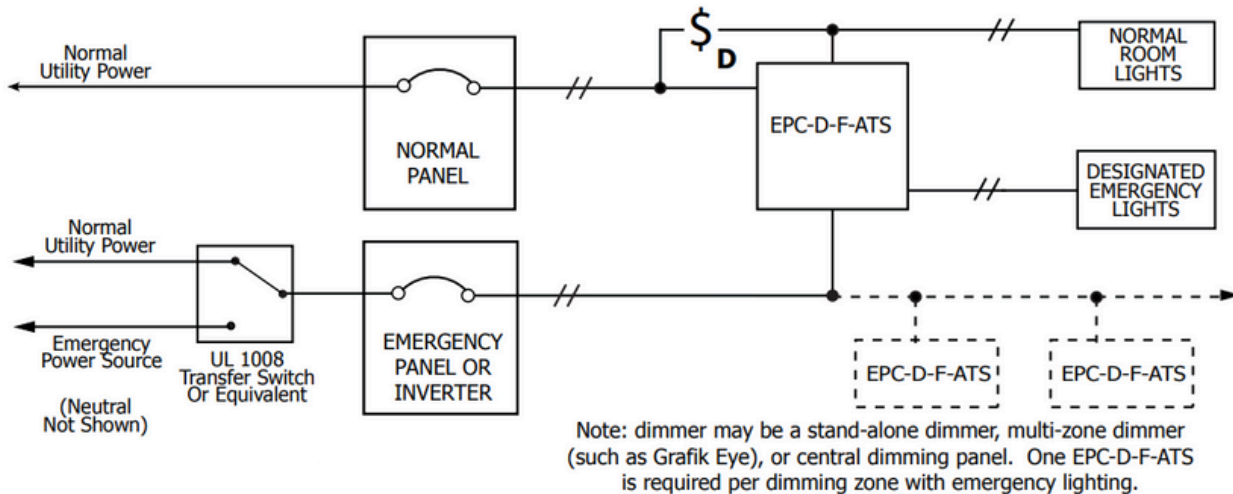 Normal
Utility Power
NORMAL
PANEL
$
D
EPC-D-F-ATS
NORMAL
ROOM
LIGHTS
DESIGNATED
EMERGENCY
LIGHTS
Normal
Utility Power
Emergency
Power Source
(Neutral
Not Shown)
UL 1008
Transfer Switch
Or Equivalent
EMERGENCY
PANEL OR
INVERTER
EPC-D-F-ATS
EPC-D-F-ATS
Note: dimmer may be a stand-alone dimmer, multi-zone dimmer
(such as Grafik Eye), or central dimming panel. One EPC-D-F-ATS
is required per dimming zone with emergency lighting.